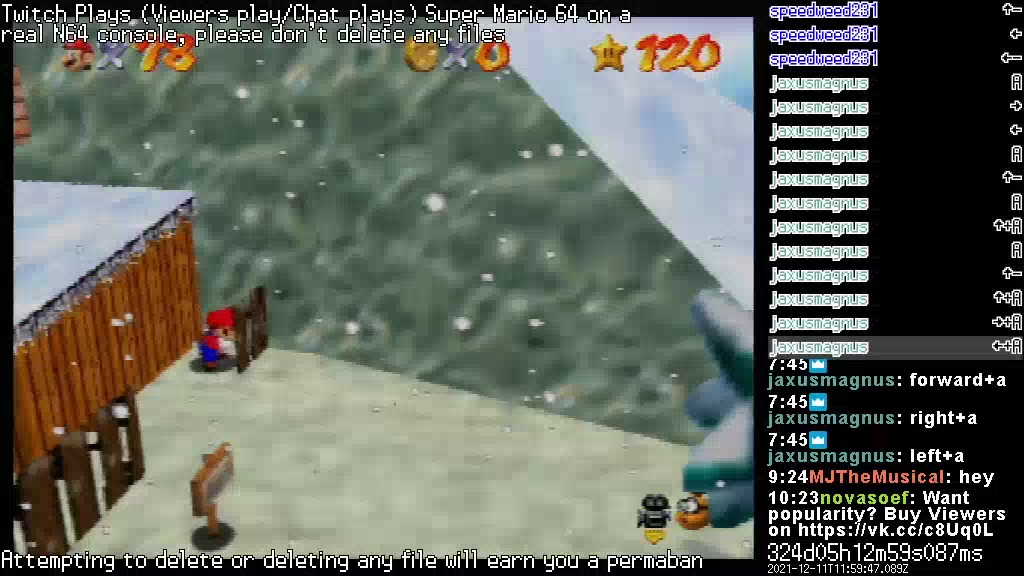 Twitch Plays (Viewers play/Chat plays) Super Mario 64 on a
real N64 console, please don't delete any files
78
0
120
speedweed231 ↑-
speedweed231 ←
speedweed231 ←-
jaxusmagnus A
jaxusmagnus →
jaxusmagnus ←
jaxusmagnus A
jaxusmagnus ↑-
jaxusmagnus A
jaxusmagnus ↑+A
jaxusmagnus A
jaxusmagnus ↑-
jaxusmagnus ↑+A
jaxusmagnus →+A
jaxusmagnus ←+A
7:45
jaxusmagnus: forward+a
7:45
jaxusmagnus: right+a
7:45
jaxusmagnus: left+a
9:24MJTheMusical: hey
10:23novasoef: Want
popularity? Buy Viewers
on https://vk.cc/c8Uq0L
324d05h12m59s087ms
2021-12-11T11:59:47.089Z
Attempting to delete or deleting any file will earn you a permaban